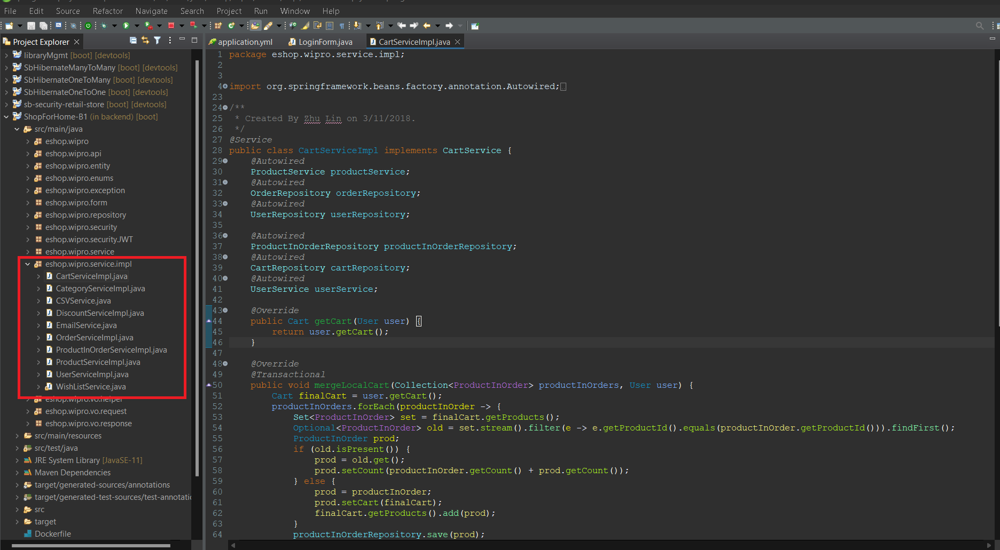 File Edit Source Refactor Navigate Search Project Run Window Help
Project Explorer
application.yml LoginForm.java CartServiceImpl.java
libraryMgmt [boot] [devtools]
SbHibernateManyToMany [boot] [devtools]
SbHibernateOneToMany [boot] [devtools]
SbHibernateOneToOne [boot] [devtools]
sb-security-retail-store [boot] [devtools]
ShopForHome-B1 (in backend) [boot]
src/main/java
eshop.wipro
eshop.wipro.api
eshop.wipro.entity
eshop.wipro.enums
eshop.wipro.exception
eshop.wipro.form
eshop.wipro.repository
eshop.wipro.security
eshop.wipro.security.JWT
eshop.wipro.service
eshop.wipro.service.impl
CartServiceImpl.java
CategoryServiceImpl.java
CSVService.java
DiscountServiceImpl.java
EmailService.java
OrderServiceImpl.java
ProductInOrderServiceImpl.java
ProductServiceImpl.java
UserServiceImpl.java
WishListService.java
eshop.wipro.vo.helper
eshop.wipro.vo.request
eshop.wipro.vo.response
src/main/resources
src/test/java
JRE System Library [JavaSE-11]
Maven Dependencies
target/generated-sources/annotations
target/generated-test-sources/test-annotatio
src
target
Dockerfile
1 package eshop.wipro.service.impl;
2
3
4 import org.springframework.beans.factory.annotation.Autowired;
23
24 /**
25 * Created By Zhu Lin on 3/11/2018.
26 */
27 @Service
28 public class CartServiceImpl implements CartService {
29 @Autowired
30 ProductService productService;
31 @Autowired
32 OrderRepository orderRepository;
33 @Autowired
34 UserRepository userRepository;
35
36 @Autowired
37 ProductInOrderRepository productInOrderRepository;
38 @Autowired
39 CartRepository cartRepository;
40 @Autowired
41 UserService userService;
42
43 @Override
44 public Cart getCart(User user) {
45 return user.getCart();
46 }
47
48 @Override
49 @Transactional
50 public void mergeLocalCart(Collection<ProductInOrder> productInOrders, User user) {
51 Cart finalCart = user.getCart();
52 productInOrders.forEach(productInOrder -> {
53 Set<ProductInOrder> set = finalCart.getProducts();
54 Optional<ProductInOrder> old = set.stream().filter(e -> e.getProductId().equals(productInOrder.getProductId())).findFirst();
55 ProductInOrder prod;
56 if (old.isPresent()) {
57 prod = old.get();
58 prod.setCount(productInOrder.getCount() + prod.getCount());
59 } else {
60 prod = productInOrder;
61 prod.setCart(finalCart);
62 finalCart.getProducts().add(prod);
63 }
64 productInOrderRepository.save(prod);